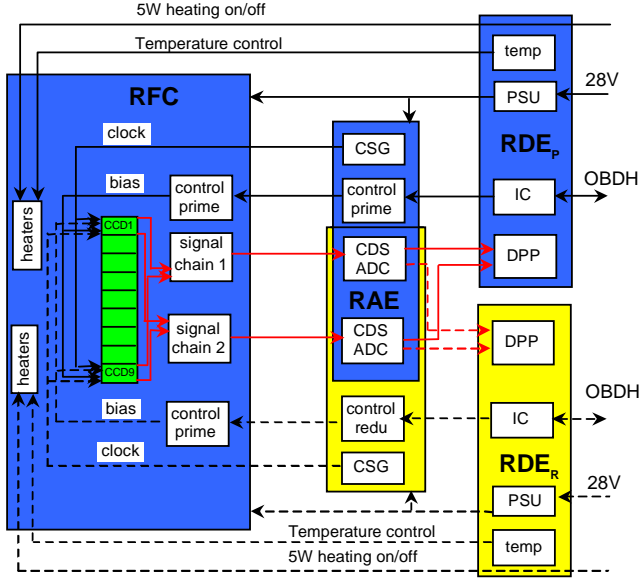 5W heating on/off
Temperature control
temp
28V
PSU
RFC
RDEP
clock
CSG
OBDH
bias
control
prime
control
prime
IC
heaters
CCD1
signal
chain 1
CDS
ADC
DPP
RAE
signal
chain 2
CDS
ADC
DPP
heaters
CCD9
OBDH
bias
control
prime
control
redu
IC
clock
CSG
RDER
28V
PSU
Temperature control
temp
5W heating on/off